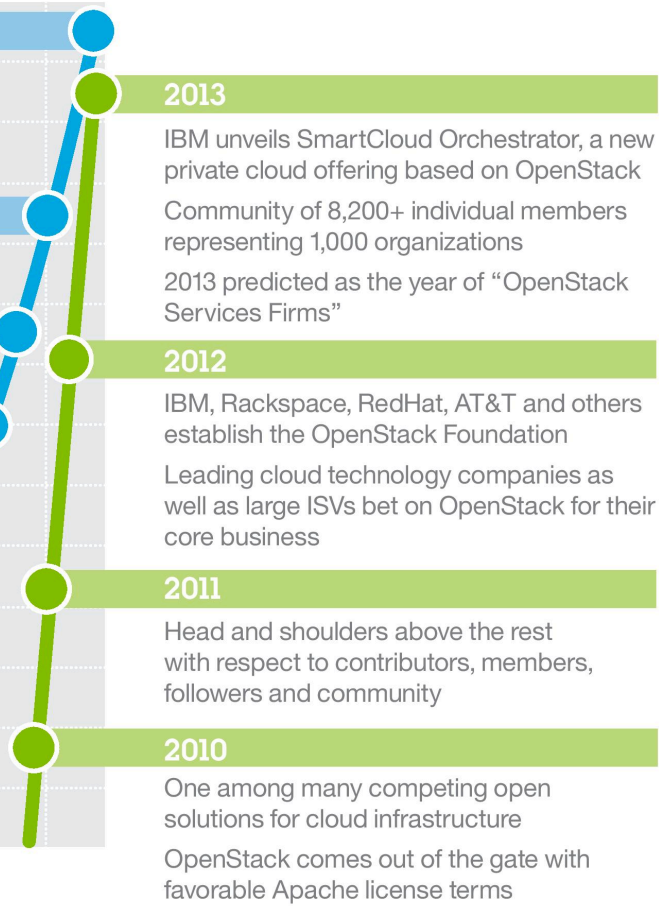 2013
IBM unveils SmartCloud Orchestrator, a new
private cloud offering based on OpenStack
Community of 8,200+ individual members
representing 1,000 organizations
2013 predicted as the year of “OpenStack
Services Firms”
2012
IBM, Rackspace, RedHat, AT&T and others
establish the OpenStack Foundation
Leading cloud technology companies as
well as large ISVs bet on OpenStack for their
core business
2011
Head and shoulders above the rest
with respect to contributors, members,
followers and community
2010
One among many competing open
solutions for cloud infrastructure
OpenStack comes out of the gate with
favorable Apache license terms